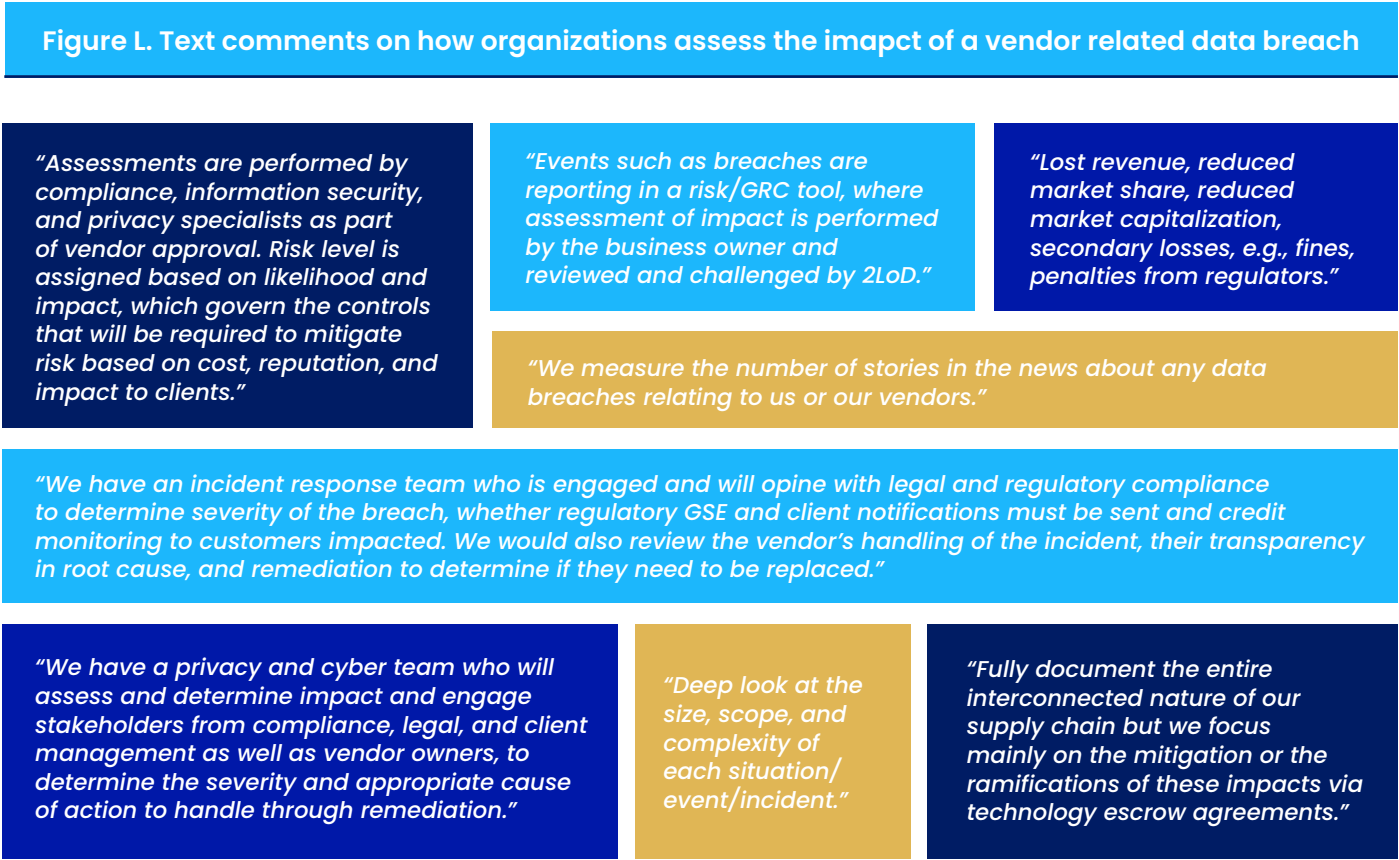 Figure L. Text comments on how organizations assess the imapct of a vendor related data breach
“Assessments are performed by
compliance, information security,
and privacy specialists as part
of vendor approval. Risk level is
assigned based on likelihood and
impact, which govern the controls
that will be required to mitigate
risk based on cost, reputation, and
impact to clients.”
“Events such as breaches are
reporting in a risk/GRC tool, where
assessment of impact is performed
by the business owner and
reviewed and challenged by 2LoD.”
“Lost revenue, reduced
market share, reduced
market capitalization,
secondary losses, e.g., fines,
penalties from regulators.”
“We measure the number of stories in the news about any data
breaches relating to us or our vendors.”
“We have an incident response team who is engaged and will opine with legal and regulatory compliance
to determine severity of the breach, whether regulatory GSE and client notifications must be sent and credit
monitoring to customers impacted. We would also review the vendor’s handling of the incident, their transparency
in root cause, and remediation to determine if they need to be replaced.”
“We have a privacy and cyber team who will
assess and determine impact and engage
stakeholders from compliance, legal, and client
management as well as vendor owners, to
determine the severity and appropriate cause
of action to handle through remediation.”
“Deep look at the
size, scope, and
complexity of
each situation/
event/incident.”
“Fully document the entire
interconnected nature of our
supply chain but we focus
mainly on the mitigation or the
ramifications of these impacts via
technology escrow agreements.”